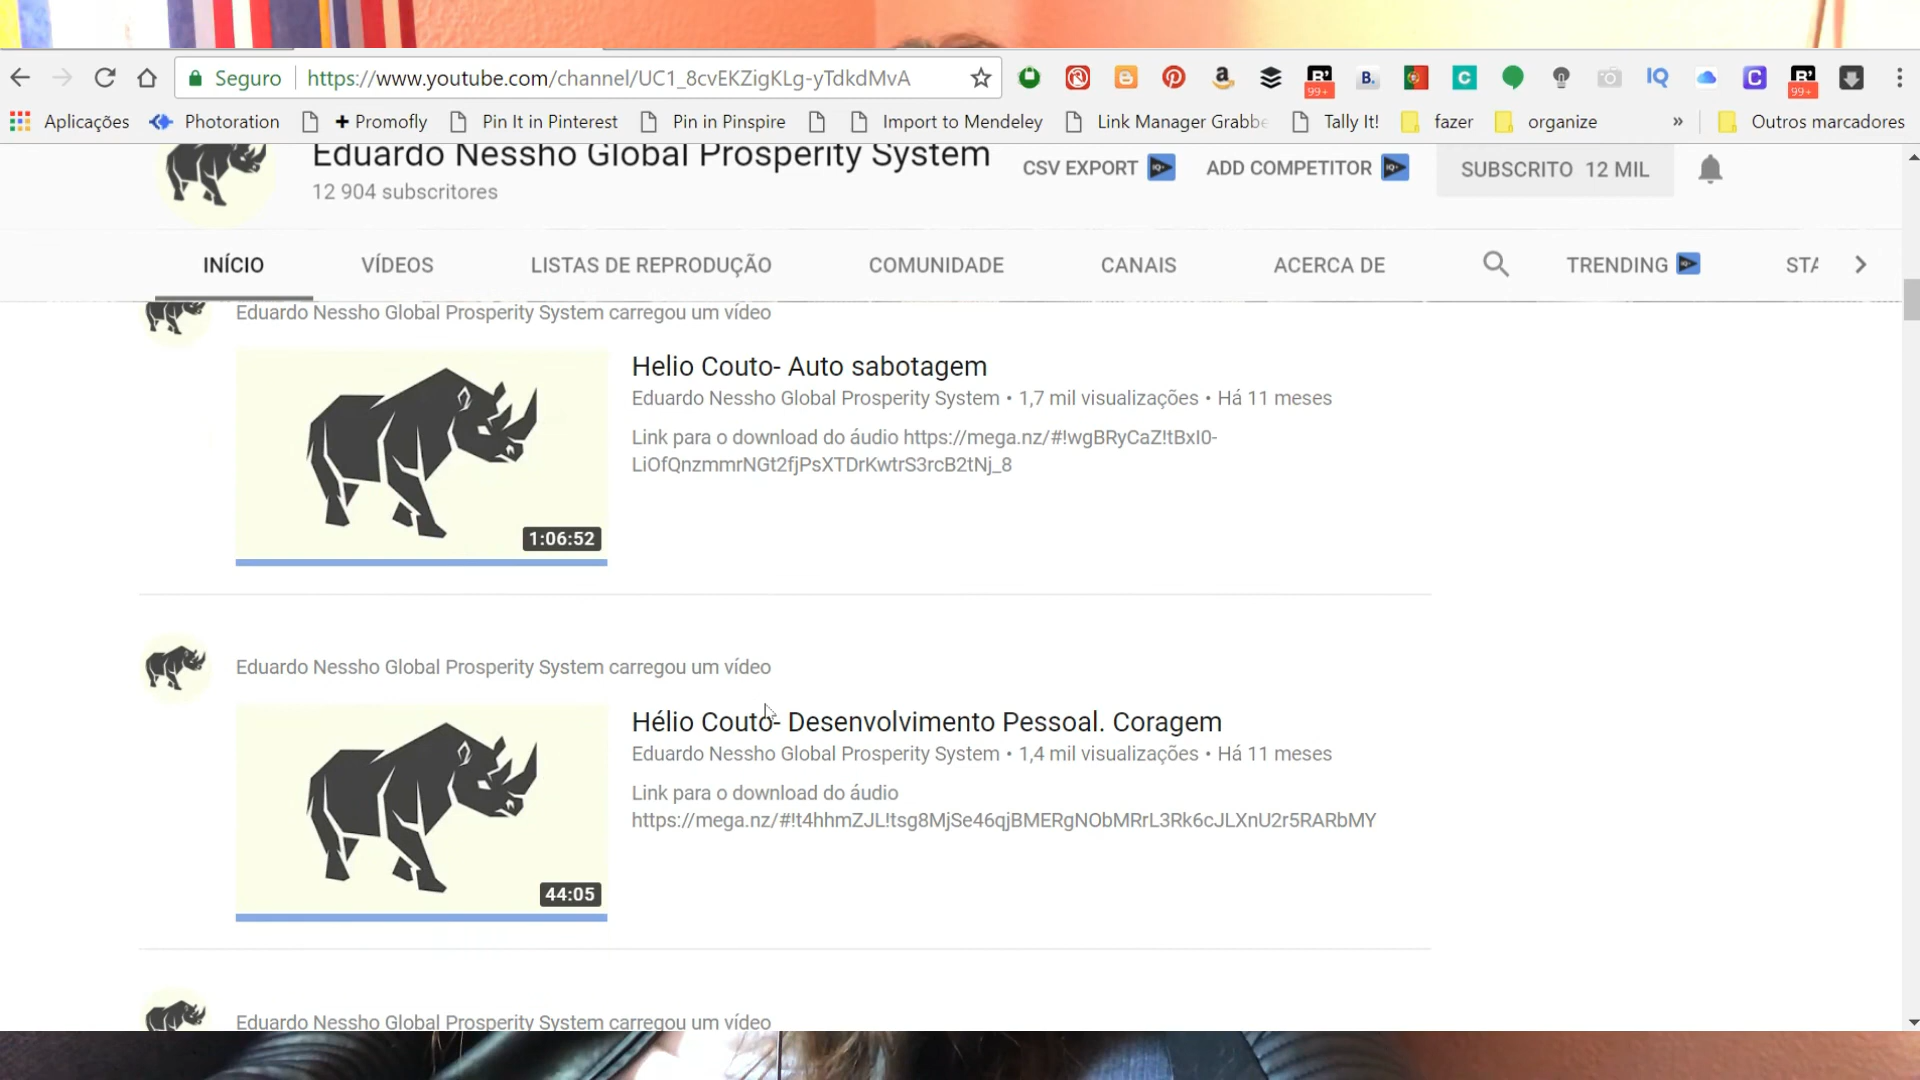 Seguro https://www.youtube.com/channel/UC1_8cvEKZigKLg-yTdkdMvA
99+ B. C IQ C 99+
Aplicações Photoration + Promofly Pin It in Pinterest Pin in Pinspire Import to Mendeley Link Manager Grabbe Tally It! fazer organize » Outros marcadores
Eduardo Nessho Global Prosperity System
CSV EXPORT ADD COMPETITOR SUBSCRITO 12 MIL
12 904 subscritores
INÍCIO VÍDEOS LISTAS DE REPRODUÇÃO COMUNIDADE CANAIS ACERCA DE TRENDING STA
Eduardo Nessho Global Prosperity System carregou um vídeo
Helio Couto- Auto sabotagem
Eduardo Nessho Global Prosperity System • 1,7 mil visualizações • Há 11 meses
Link para o download do áudio https://mega.nz/#!wgBRyCaZ!tBxI0-
LiOfQnzmmrNGt2fjPsXTDrKwtrS3rcB2tNj_8
1:06:52
Eduardo Nessho Global Prosperity System carregou um vídeo
Hélio Couto- Desenvolvimento Pessoal. Coragem
Eduardo Nessho Global Prosperity System • 1,4 mil visualizações • Há 11 meses
Link para o download do áudio
https://mega.nz/#!t4hhmZJL!tsg8MjSe46qjBMERgNObMRrL3Rk6cJLXnU2r5RARbMY
44:05
Eduardo Nessho Global Prosperity System carregou um vídeo